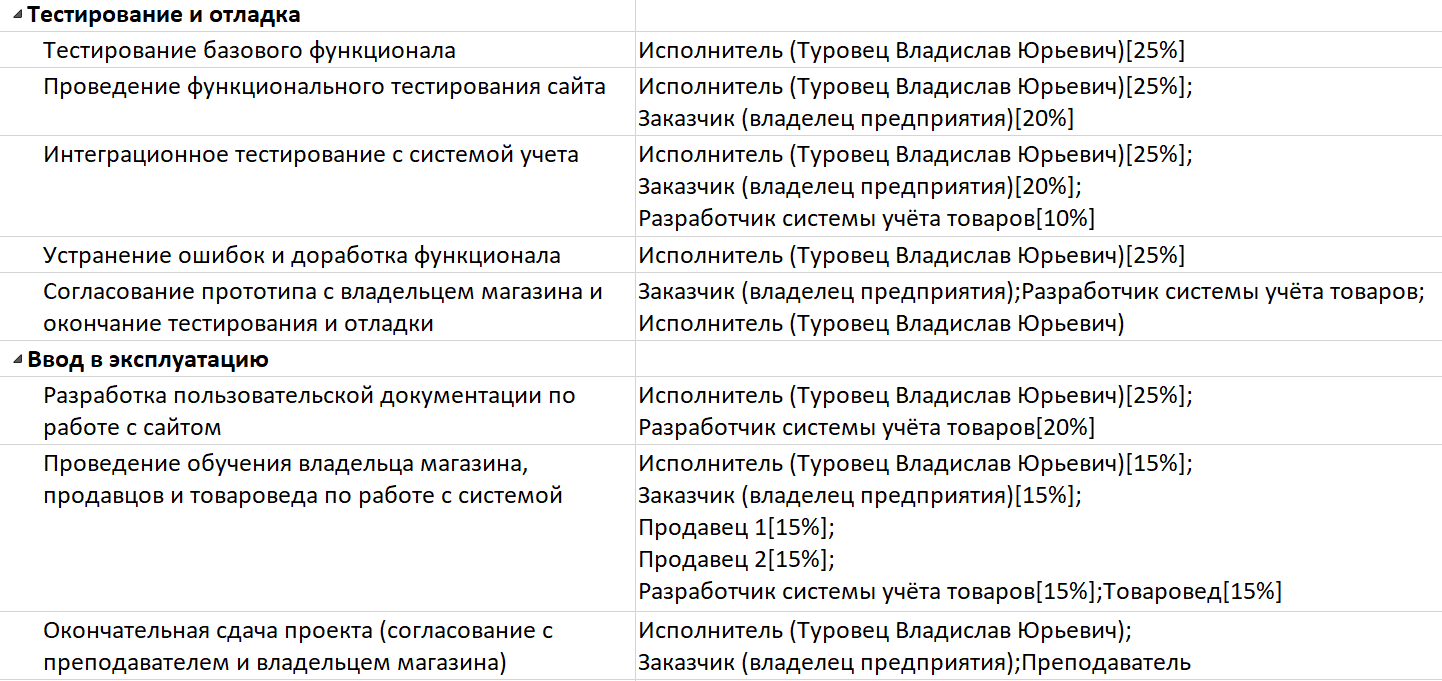 Тестирование и отладка
Тестирование базового функционала
Исполнитель (Туровец Владислав Юрьевич)[25%]
Проведение функционального тестирования сайта
Исполнитель (Туровец Владислав Юрьевич)[25%];
Заказчик (владелец предприятия)[20%]
Интеграционное тестирование с системой учета
Исполнитель (Туровец Владислав Юрьевич)[25%];
Заказчик (владелец предприятия)[20%];
Разработчик системы учёта товаров[10%]
Устранение ошибок и доработка функционала
Исполнитель (Туровец Владислав Юрьевич)[25%]
Согласование прототипа с владельцем магазина и
окончание тестирования и отладки
Заказчик (владелец предприятия);Разработчик системы учёта товаров;
Исполнитель (Туровец Владислав Юрьевич)
Ввод в эксплуатацию
Разработка пользовательской документации по
работе с сайтом
Исполнитель (Туровец Владислав Юрьевич)[25%];
Разработчик системы учёта товаров[20%]
Проведение обучения владельца магазина,
продавцов и товароведа по работе с системой
Исполнитель (Туровец Владислав Юрьевич)[15%];
Заказчик (владелец предприятия)[15%];
Продавец 1[15%];
Продавец 2[15%];
Разработчик системы учёта товаров[15%];Товаровед[15%]
Окончательная сдача проекта (согласование с
преподавателем и владельцем магазина)
Исполнитель (Туровец Владислав Юрьевич);
Заказчик (владелец предприятия);Преподаватель